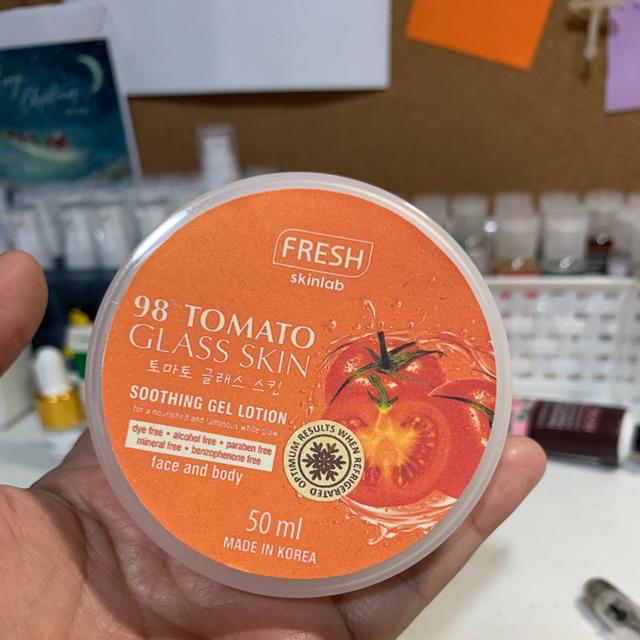 FRESH
skinlab
98% TOMATO
GLASS SKIN
토마토 글래스 스킨
SOOTHING GEL LOTION
for a nourished and luminous white glow
dye free • alcohol free • paraben free
mineral free • benzophenone free
face and body
OPTIMUM RESULTS WHEN REFRIGERATED
50 ml
MADE IN KOREA